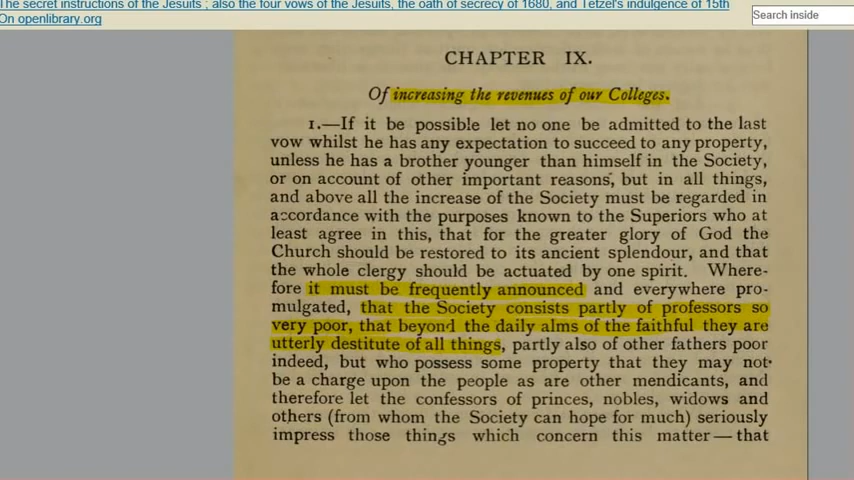 The secret instructions of the Jesuits ; also the four vows of the Jesuits, the oath of secrecy of 1680, and Tetzel's indulgence of 15th
On openlibrary.org
Search inside
CHAPTER IX.
Of increasing the revenues of our Colleges.
1.—If it be possible let no one be admitted to the last
vow whilst he has any expectation to succeed to any property,
unless he has a brother younger than himself in the Society,
or on account of other important reasons, but in all things,
and above all the increase of the Society must be regarded in
accordance with the purposes known to the Superiors who at
least agree in this, that for the greater glory of God the
Church should be restored to its ancient splendour, and that
the whole clergy should be actuated by one spirit. Where-
fore it must be frequently announced and everywhere pro-
mulgated, that the Society consists partly of professors so
very poor, that beyond the daily alms of the faithful they are
utterly destitute of all things, partly also of other fathers poor
indeed, but who possess some property that they may not
be a charge upon the people as are other mendicants, and
therefore let the confessors of princes, nobles, widows and
others (from whom the Society can hope for much) seriously
impress those things which concern this matter — that